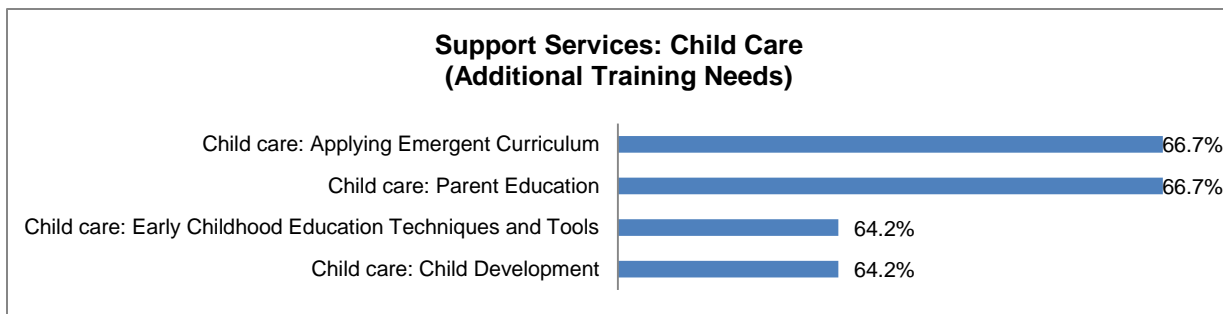 Support Services: Child Care
(Additional Training Needs)
Child care: Applying Emergent Curriculum 66.7%
Child care: Parent Education 66.7%
Child care: Early Childhood Education Techniques and Tools 64.2%
Child care: Child Development 64.2%